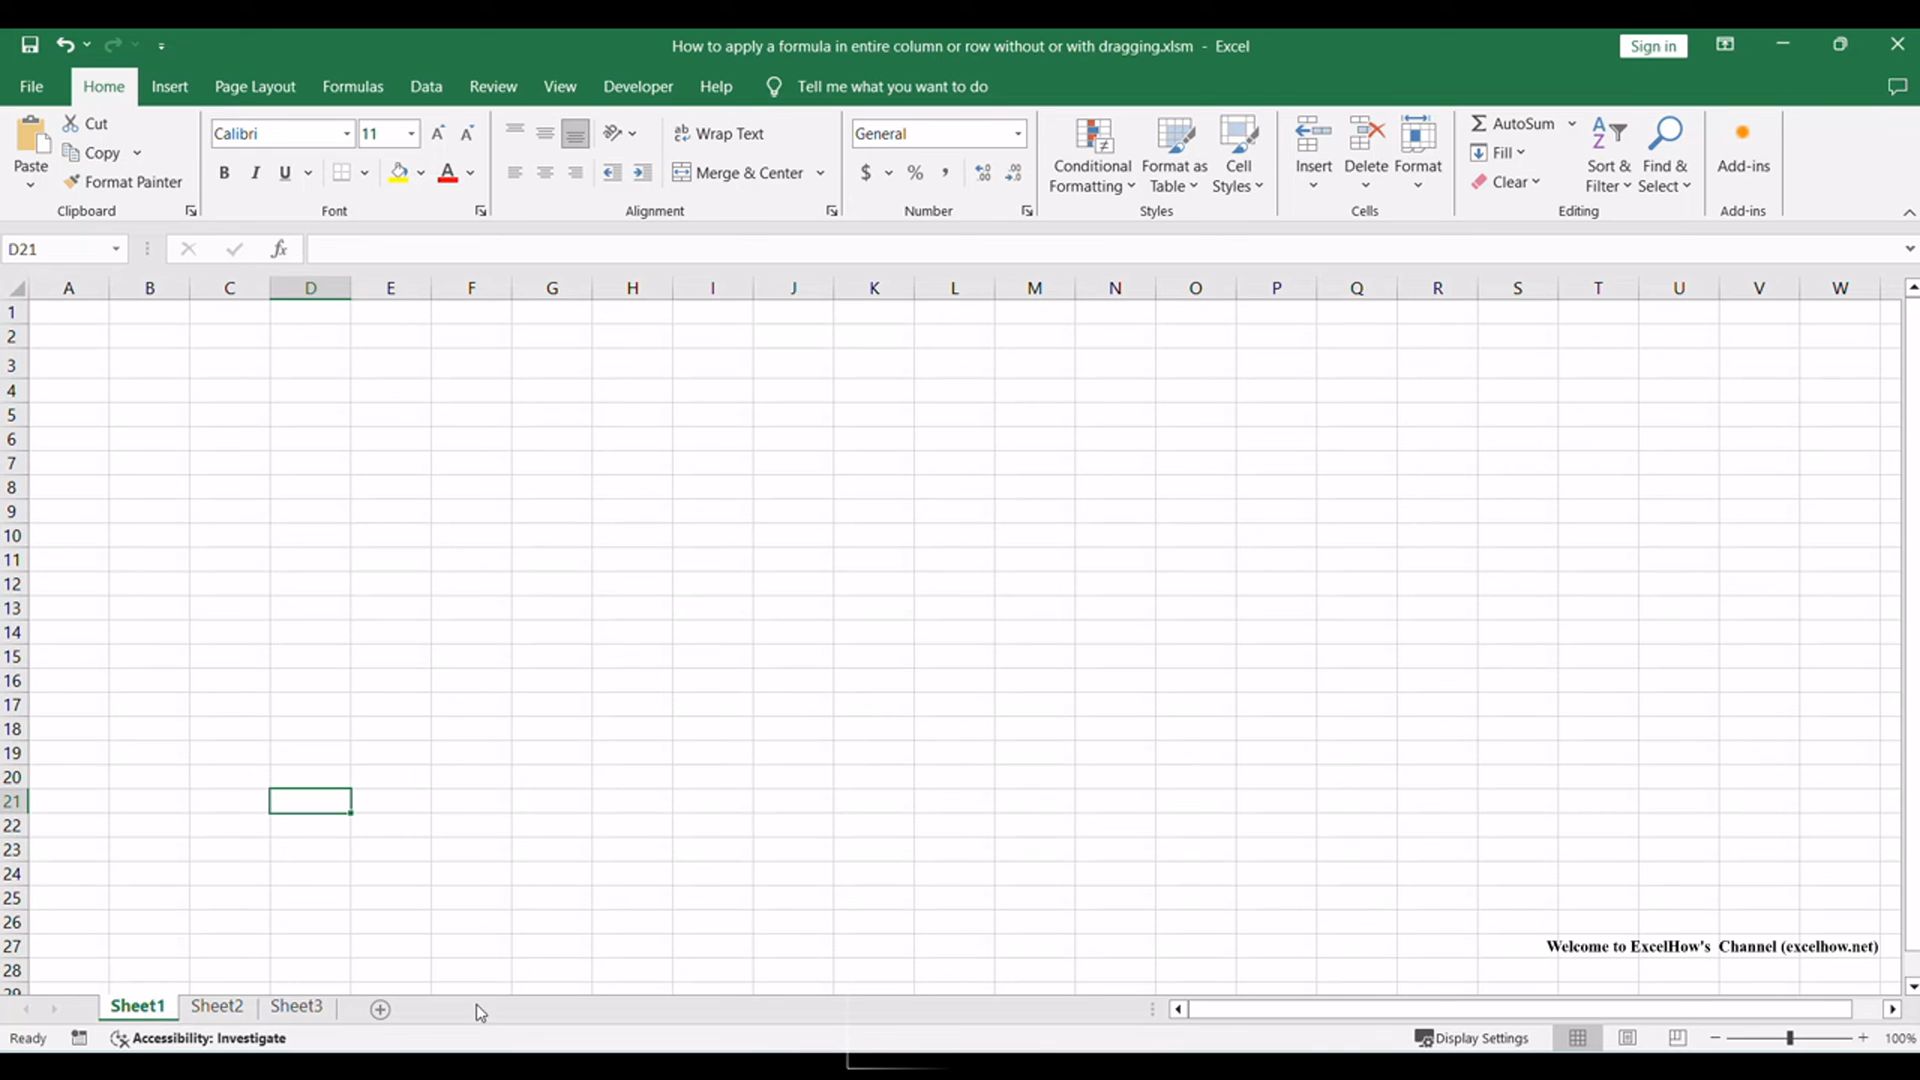 How to apply a formula in entire column or row without or with dragging.xlsm - Excel
Sign in
File Home Insert Page Layout Formulas Data Review View Developer Help Tell me what you want to do
Paste
Cut
Copy
Format Painter
Clipboard
Calibri 11
B I U
Font
Wrap Text
Merge & Center
Alignment
General
$ % ,
Number
Conditional Formatting
Format as Table
Cell Styles
Styles
Insert Delete Format
Cells
AutoSum
Fill
Clear
Sort & Filter
Find & Select
Editing
Add-ins
Add-ins
D21 fx
A B C D E F G H I J K L M N O P Q R S T U V W
1
2
3
4
5
6
7
8
9
10
11
12
13
14
15
16
17
18
19
20
21
22
23
24
25
26
27
Welcome to ExcelHow's Channel (excelhow.net)
28
29
Sheet1 Sheet2 Sheet3
Ready Accessibility: Investigate Display Settings 100%